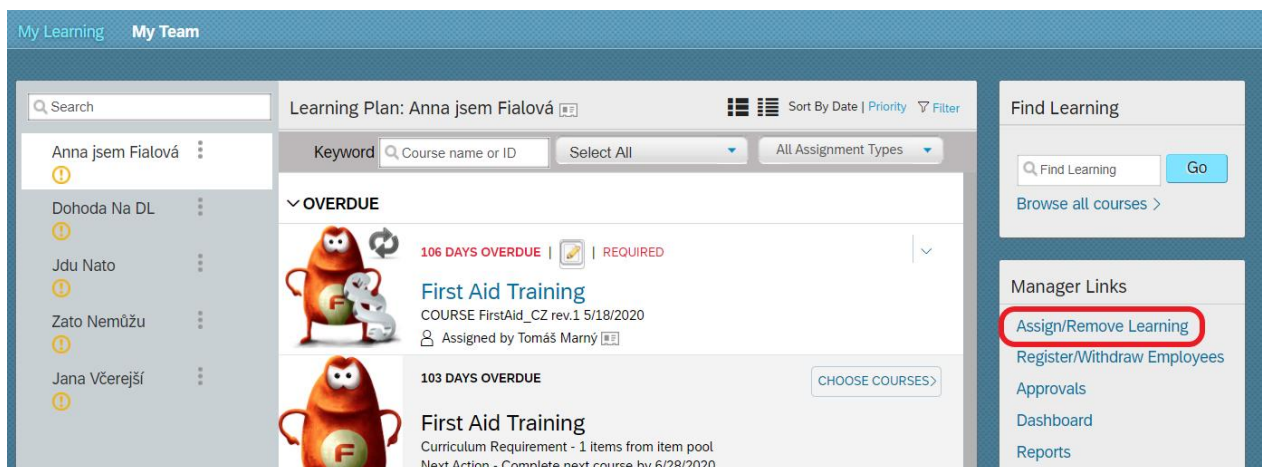 My Learning My Team
Search
Anna jsem Fialová
Dohoda Na DL
Jdu Nato
Zato Nemůžu
Jana Včerejší
Learning Plan: Anna jsem Fialová
Sort By Date | Priority Filter
Keyword Course name or ID Select All All Assignment Types
OVERDUE
106 DAYS OVERDUE | | REQUIRED
First Aid Training
COURSE FirstAid_CZ rev.1 5/18/2020
Assigned by Tomáš Marný
F
103 DAYS OVERDUE CHOOSE COURSES>
First Aid Training
Curriculum Requirement - 1 items from item pool
Next Action - Complete next course by 6/28/2020
F
Find Learning
Find Learning Go
Browse all courses >
Manager Links
Assign/Remove Learning
Register/Withdraw Employees
Approvals
Dashboard
Reports